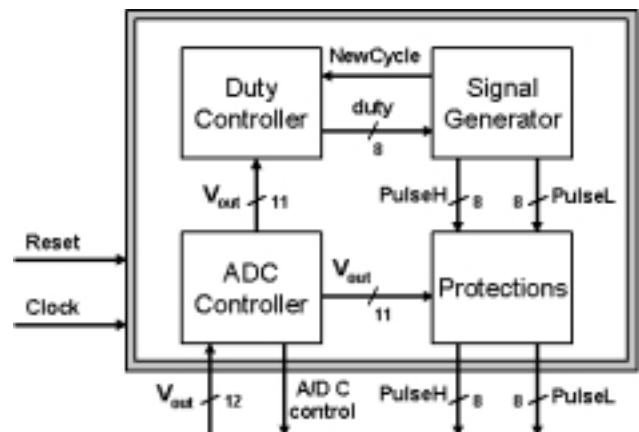 NewCycle
Duty
Controller
duty
8
Signal
Generator
Vout
11
PulseH
8
8
PulseL
Reset
Clock
ADC
Controller
Vout
11
Protections
Vout
12
A/D C
control
PulseH
8
8
PulseL